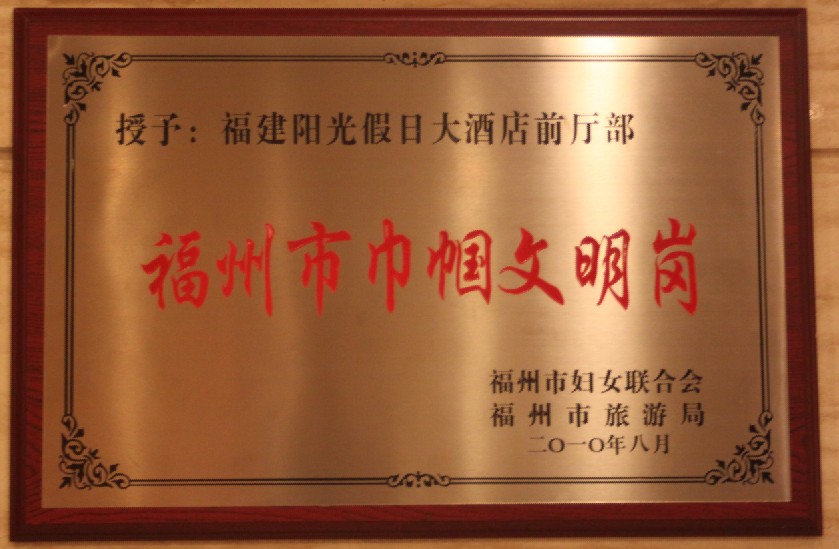 授予：福建阳光假日大酒店前厅部
福州市巾帼文明岗
福州市妇女联合会
福州市旅游局
二〇一〇年八月